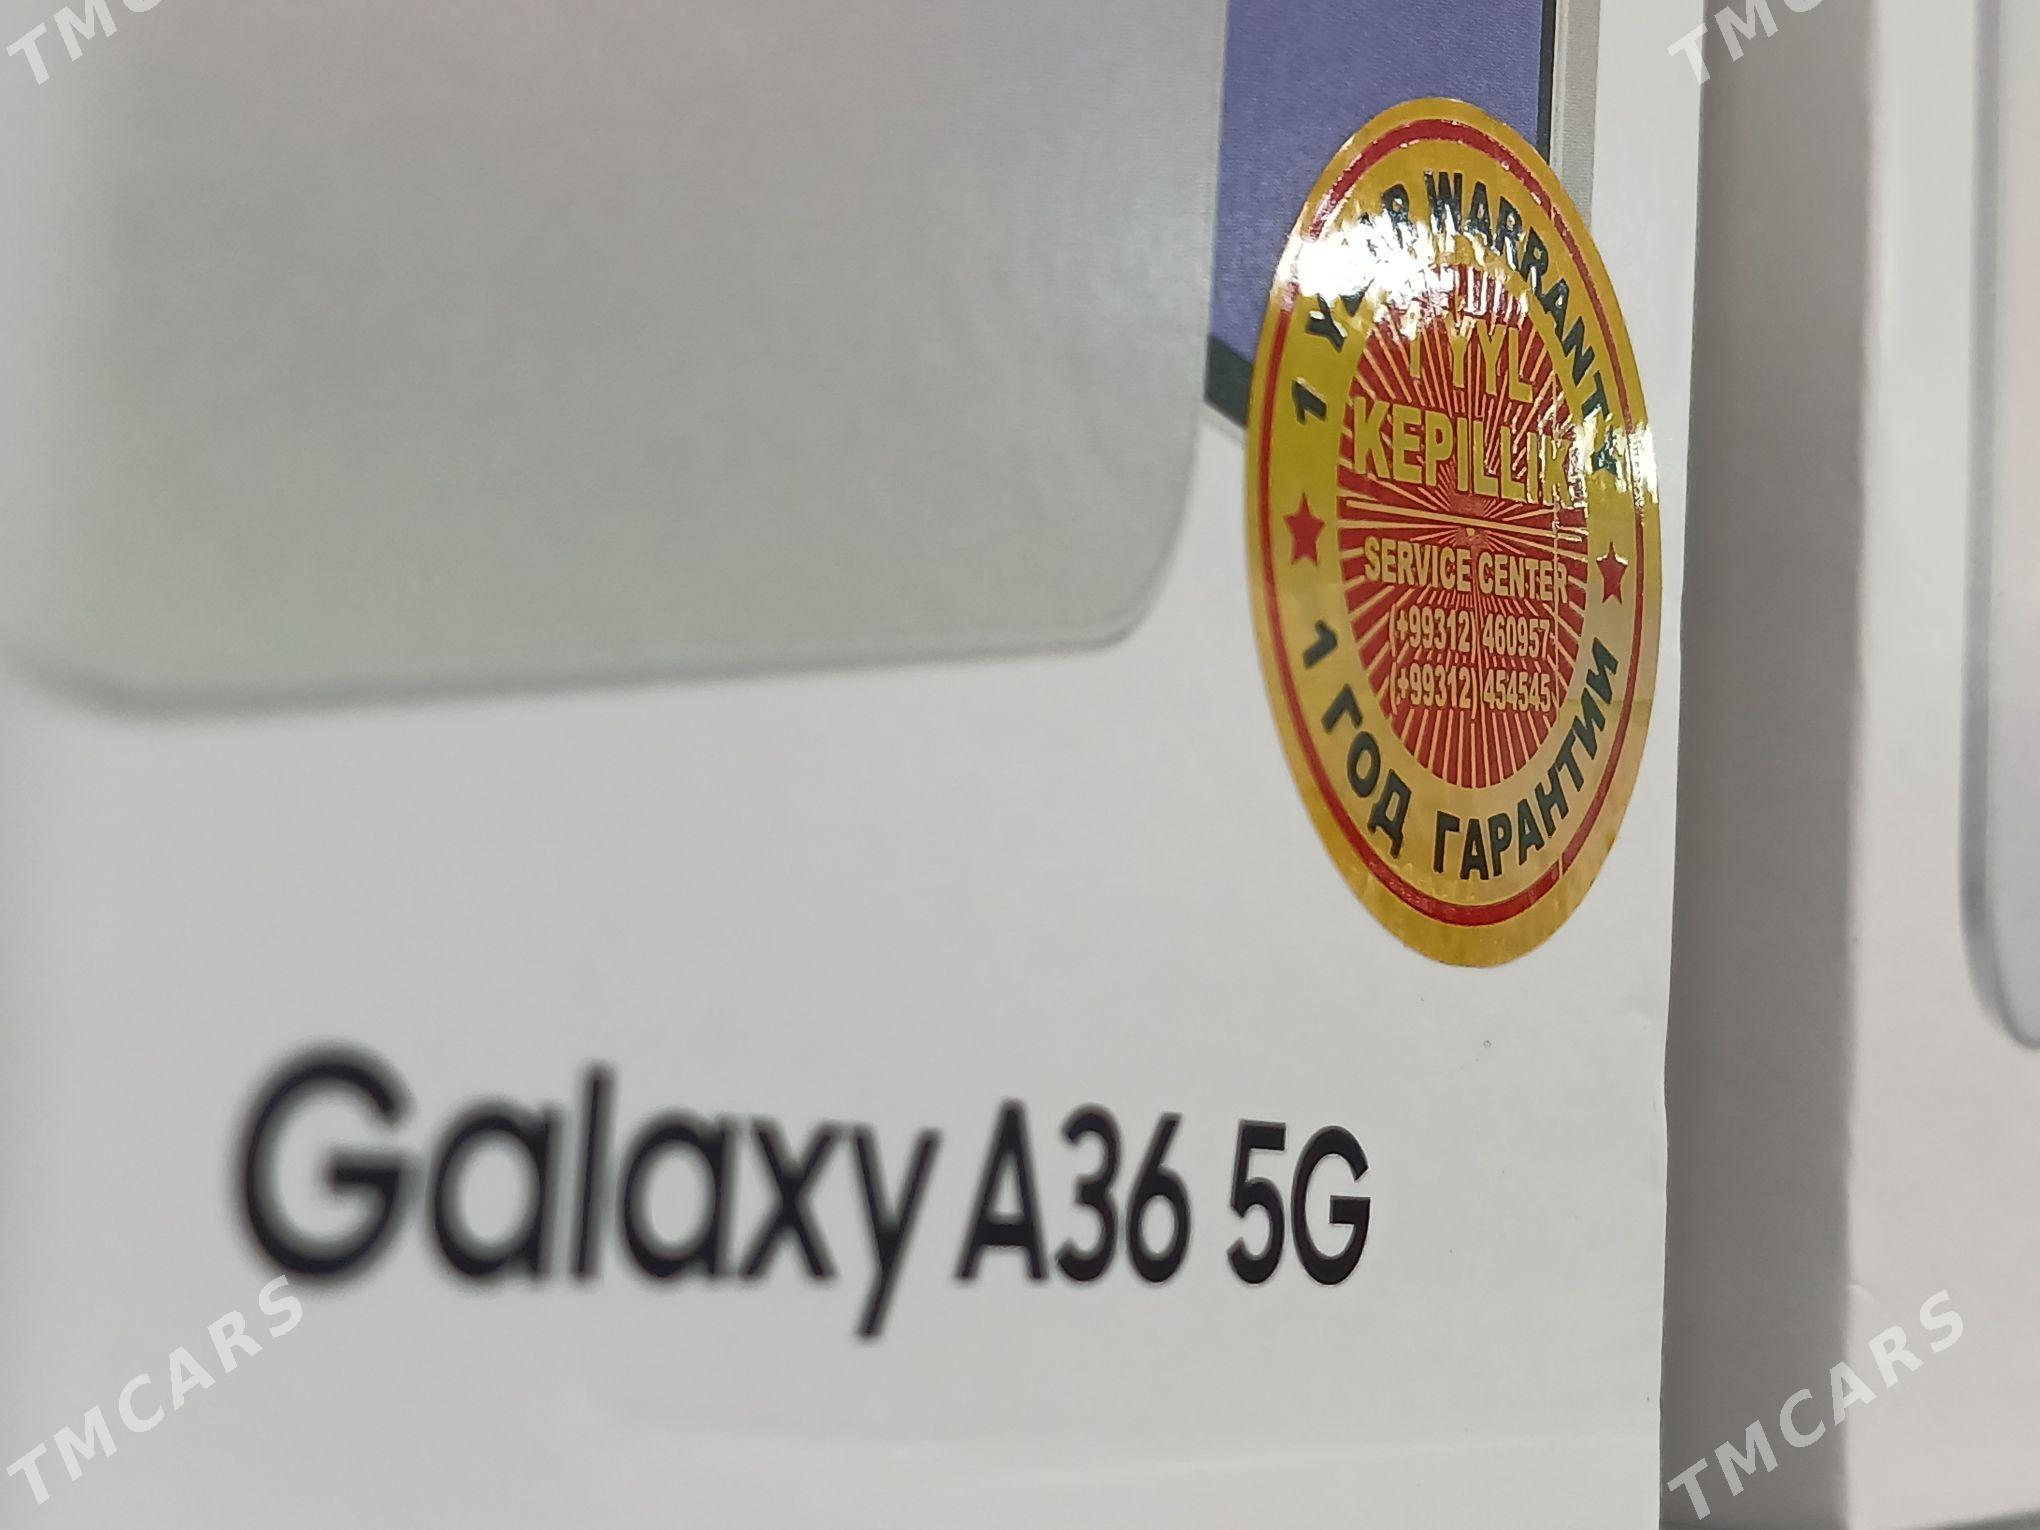 1 YEAR WARRANTY
1 ÝYL
KEPILLIK
SERVICE CENTER
(+99312) 460957
(+99312) 454545
1 ГОД ГАРАНТИИ
Galaxy A36 5G
TMCARS
TMCARS